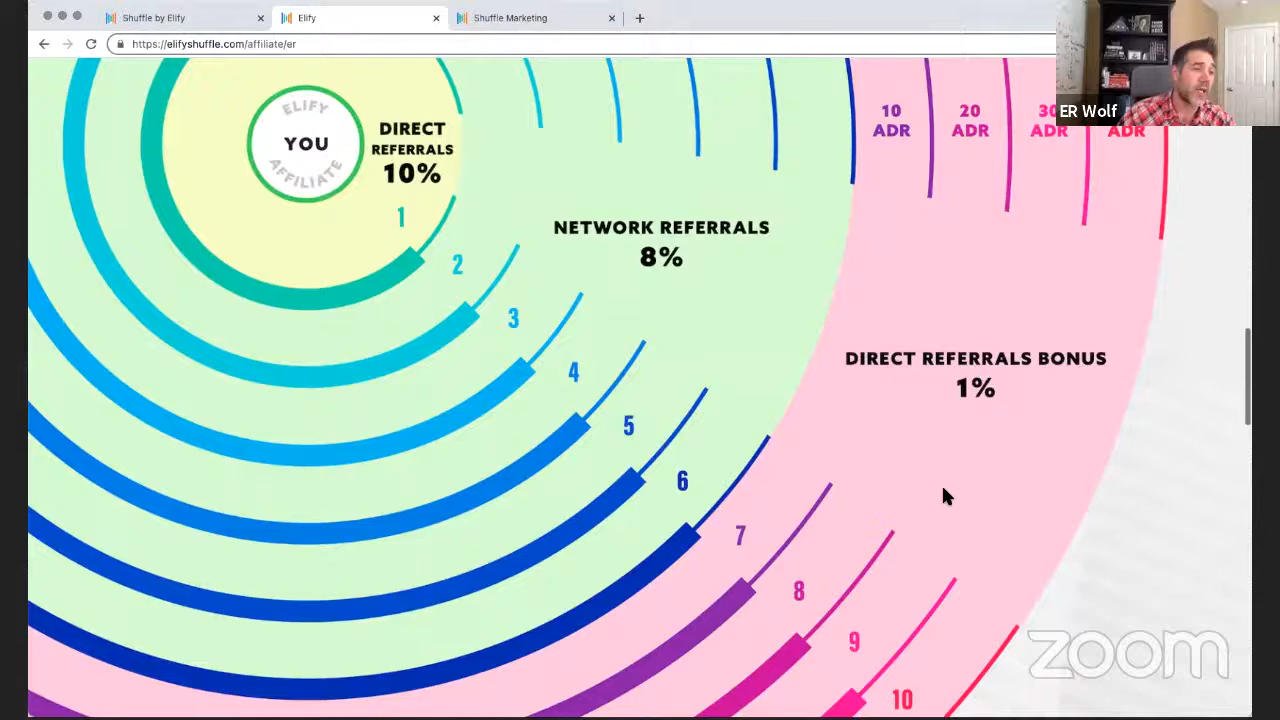 Shuffle by Elify
Elify
Shuffle Marketing
https://elifyshuffle.com/affiliate/er
ER Wolf
10
ADR
20
ADR
30
ADR
ADR
ELIFY
YOU
AFFILIATE
DIRECT
REFERRALS
10%
NETWORK REFERRALS
8%
DIRECT REFERRALS BONUS
1%
1
2
3
4
5
6
7
8
9
10
zoom